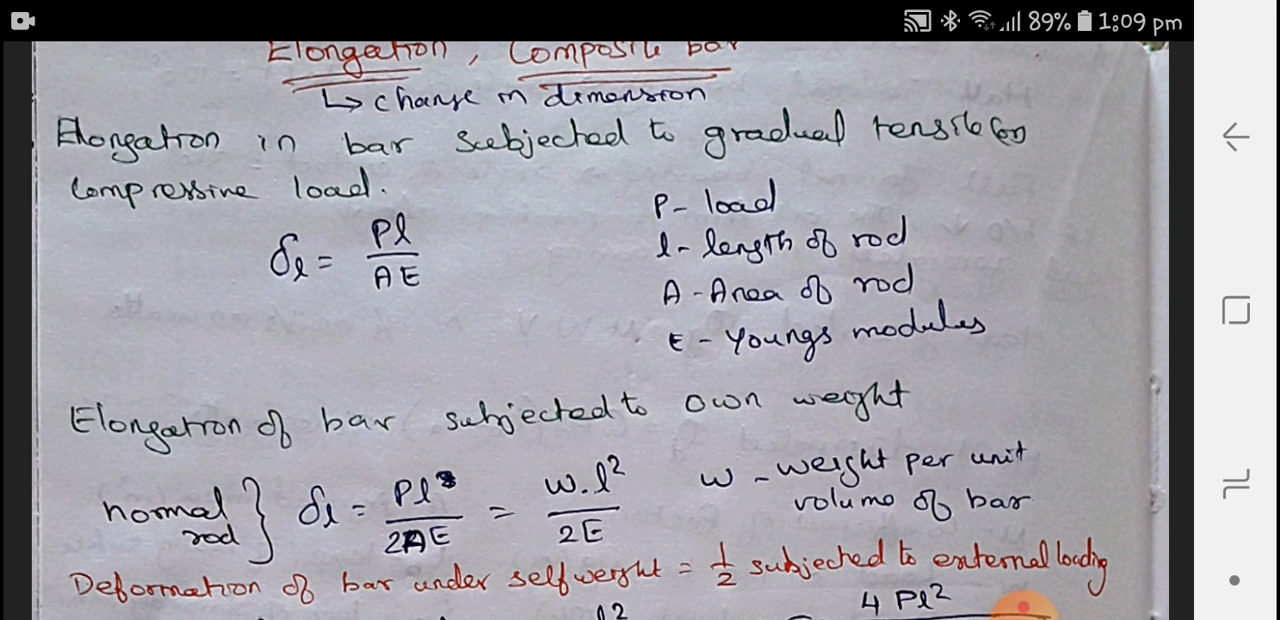 89% 1:09 pm
Elongation, Composite bar
↳ change in dimension
Elongation in bar subjected to gradual tensile (or)
compressive load.
δl = Pl / AE
P - load
l - length of rod
A - Area of rod
E - Youngs modules
Elongation of bar subjected to own weight
normal rod } δl = Pl / 2AE = w.l² / 2E
w - weight per unit
volume of bar
Deformation of bar under selfweight = 1/2 subjected to external loading
l²
4 Pl²